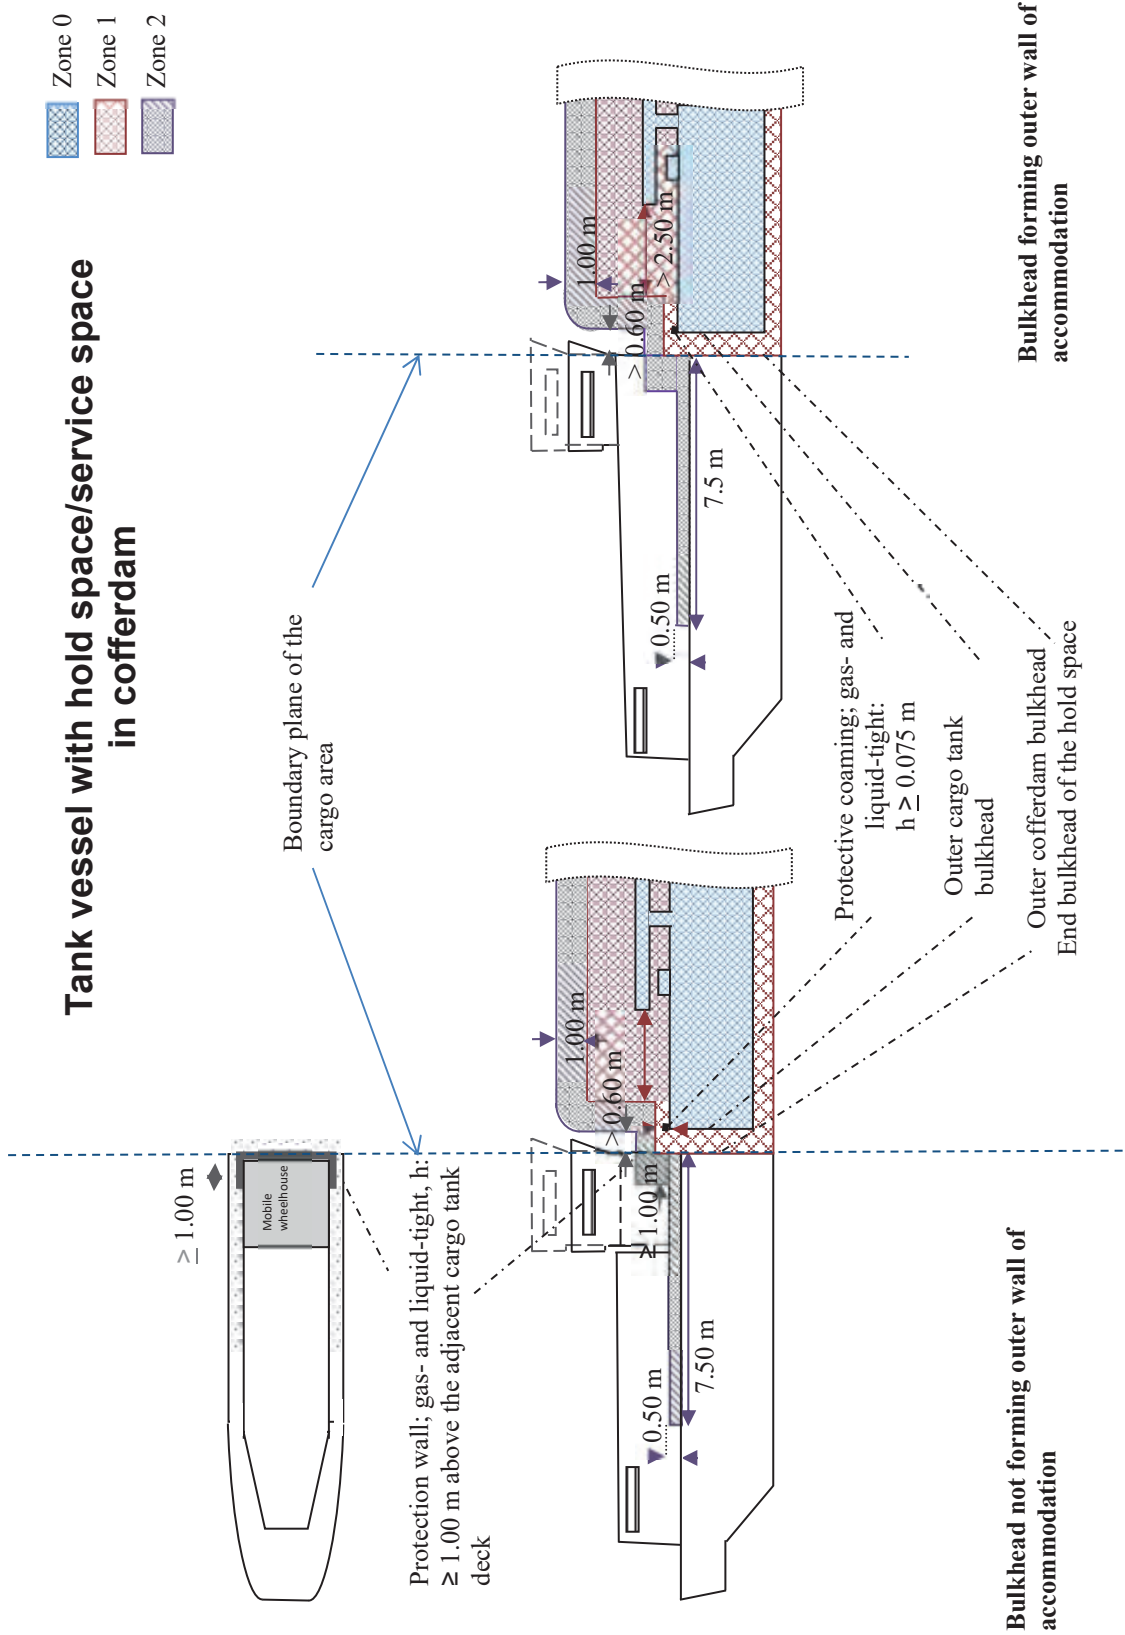 Tank vessel with hold space/service space
in cofferdam
Zone 0
Zone 1
Zone 2
≥ 1.00 m
Mobile
wheelhouse
Boundary plane of the
cargo area
Protection wall; gas- and liquid-tight, h:
≥ 1.00 m above the adjacent cargo tank
deck
1.00 m
> 0.60 m
≥ 1.00 m
0.50 m
7.50 m
1.00 m
> 0.60 m
> 2.50 m
0.50 m
7.5 m
Protective coaming; gas- and
liquid-tight:
h ≥ 0.075 m
Outer cargo tank
bulkhead
Outer cofferdam bulkhead
End bulkhead of the hold space
Bulkhead not forming outer wall of
accommodation
Bulkhead forming outer wall of
accommodation